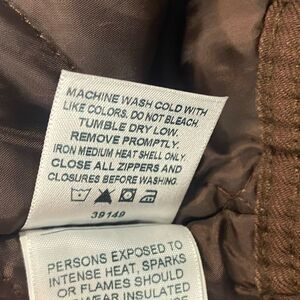 MACHINE WASH COLD WITH
LIKE COLORS. DO NOT BLEACH.
TUMBLE DRY LOW.
REMOVE PROMPTLY.
IRON MEDIUM HEAT SHELL ONLY.
CLOSE ALL ZIPPERS AND
CLOSURES BEFORE WASHING.
39149
PERSONS EXPOSED TO
INTENSE HEAT, SPARKS
OR FLAMES SHOULD
WEAR INSULATED